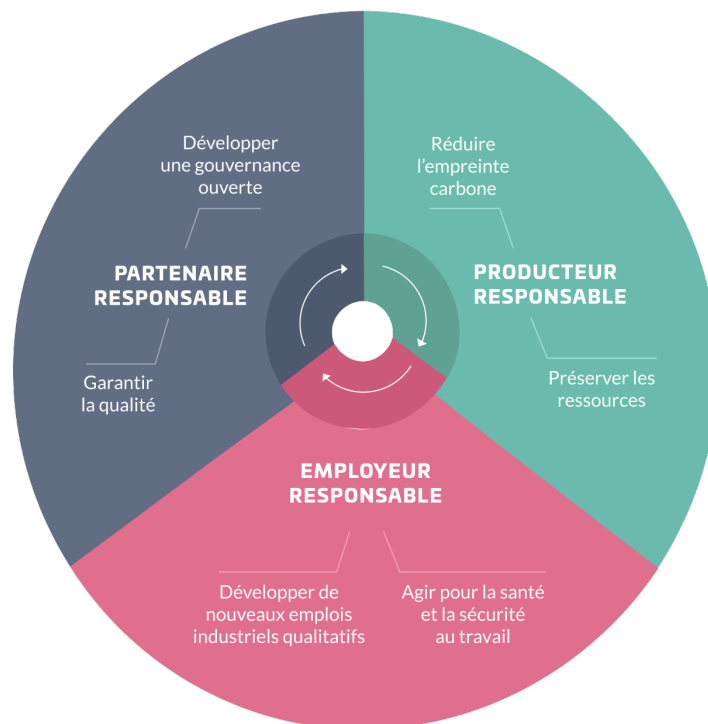 Développer
une gouvernance
ouverte
PARTENAIRE
RESPONSABLE
Garantir
la qualité
Réduire
l’empreinte
carbone
PRODUCTEUR
RESPONSABLE
Préserver les
ressources
EMPLOYEUR
RESPONSABLE
Développer de
nouveaux emplois
industriels qualitatifs
Agir pour la santé
et la sécurité
au travail